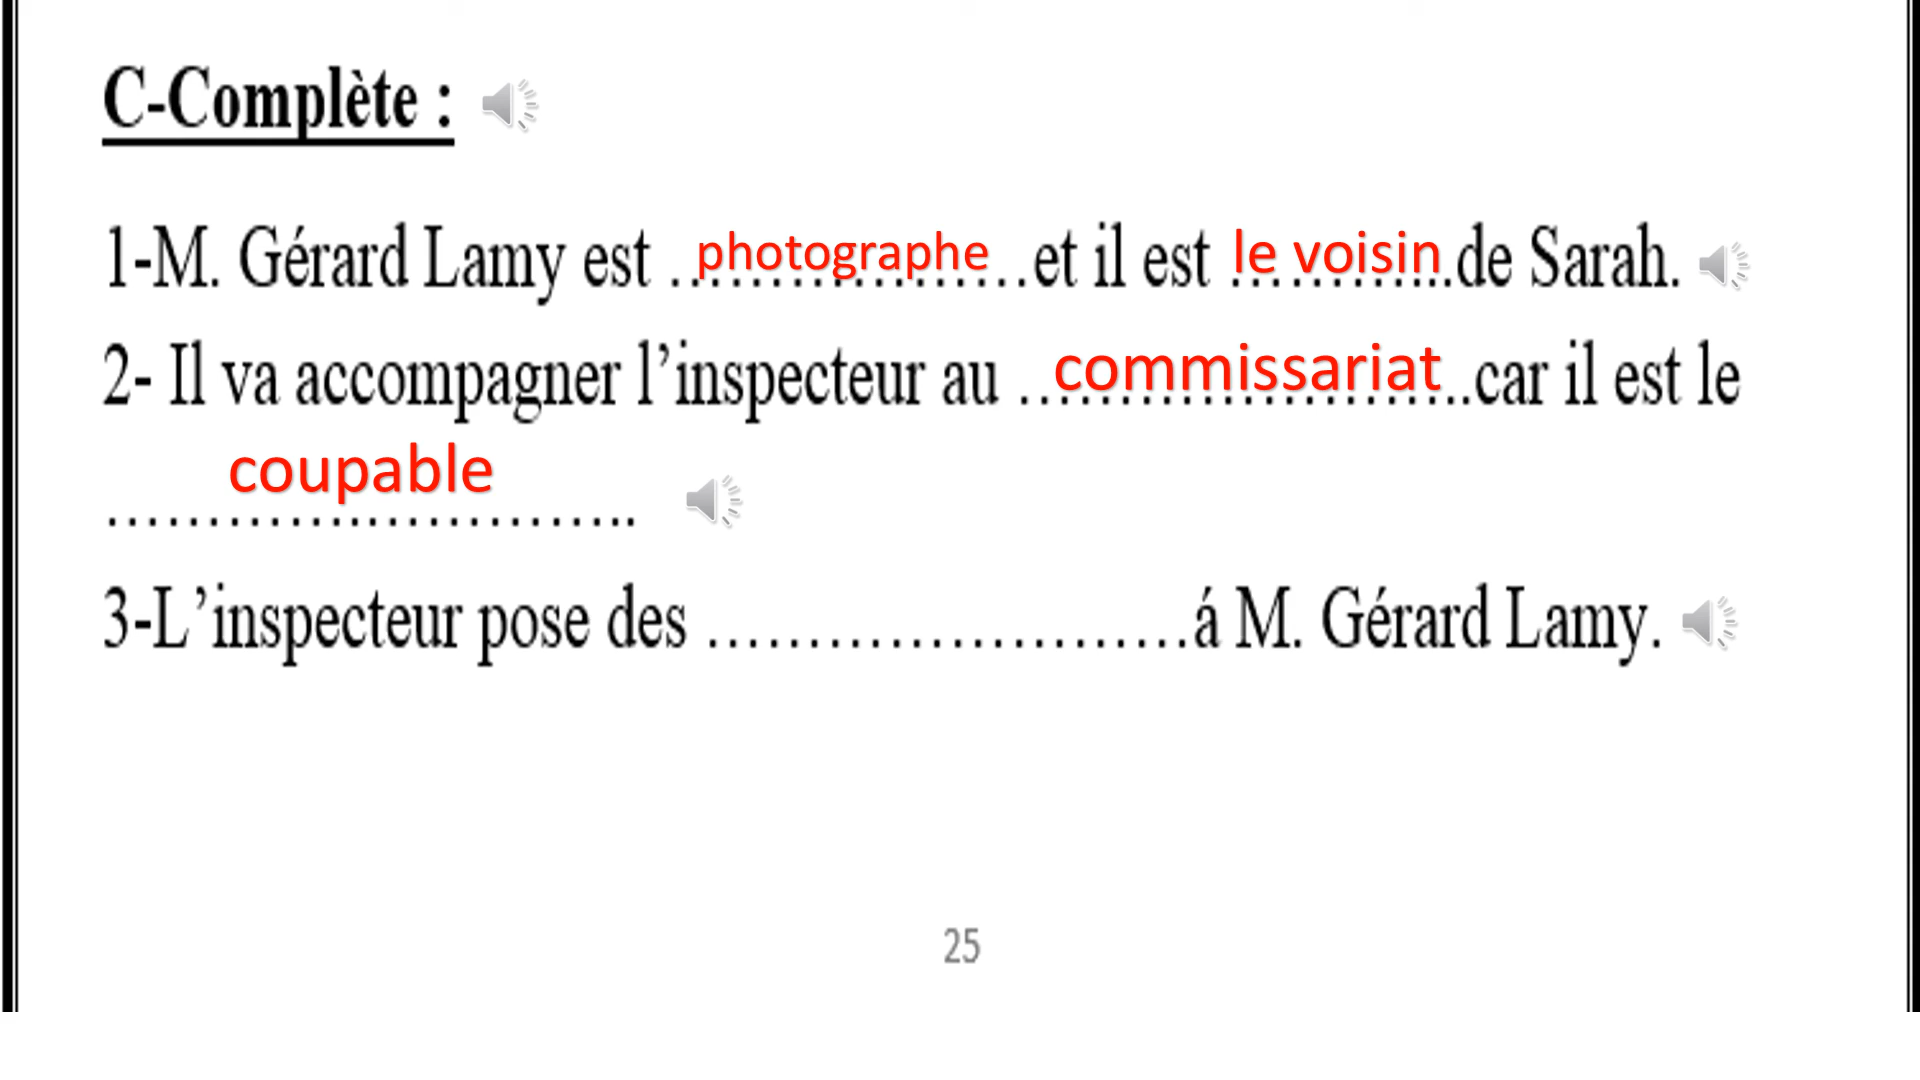 C-Complète :
1-M. Gérard Lamy est ……photographe……et il est …le voisin…de Sarah.
2- Il va accompagner l’inspecteur au …commissariat…..car il est le
coupable
……………………….
3-L’inspecteur pose des ……………………á M. Gérard Lamy.
25